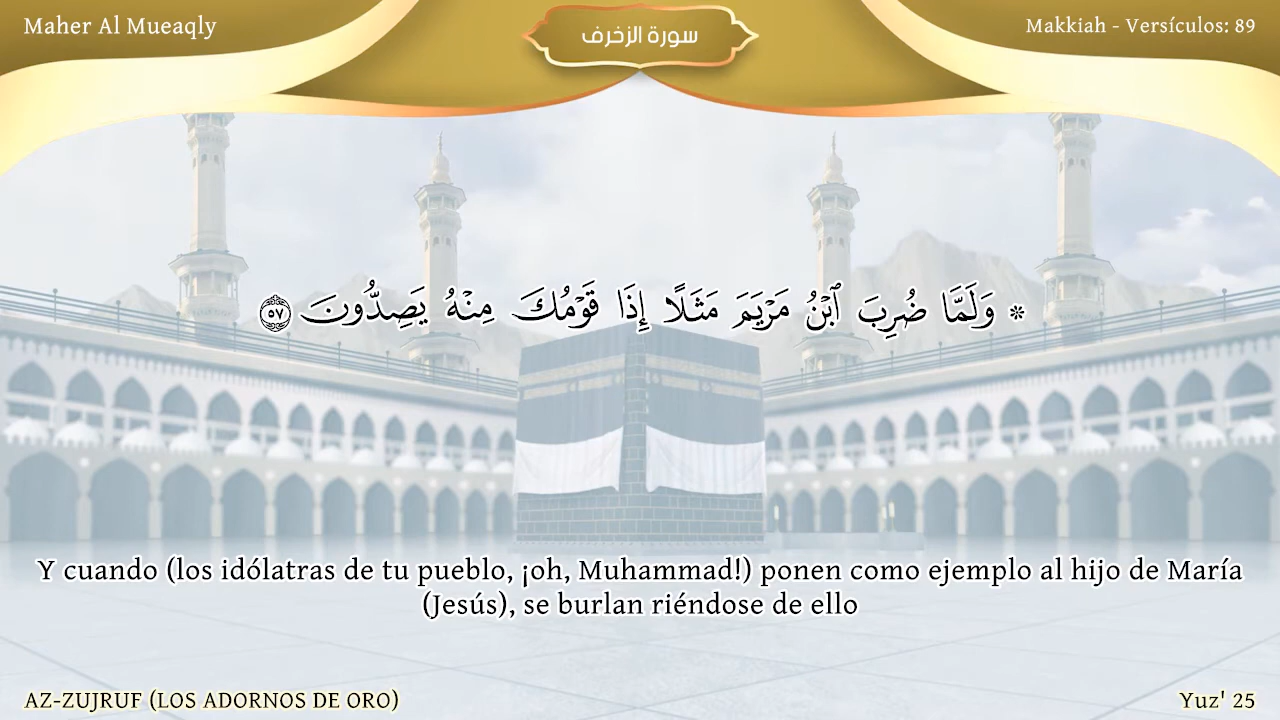 Maher Al Mueaqly
سورة الزخرف
Makkiah - Versículos: 89
* وَلَمَّا ضُرِبَ ٱبْنُ مَرْيَمَ مَثَلًا إِذَا قَوْمُكَ مِنْهُ يَصِدُّونَ ٥٧
Y cuando (los idólatras de tu pueblo, ¡oh, Muhammad!) ponen como ejemplo al hijo de María
(Jesús), se burlan riéndose de ello
AZ-ZUJRUF (LOS ADORNOS DE ORO)
Yuz' 25